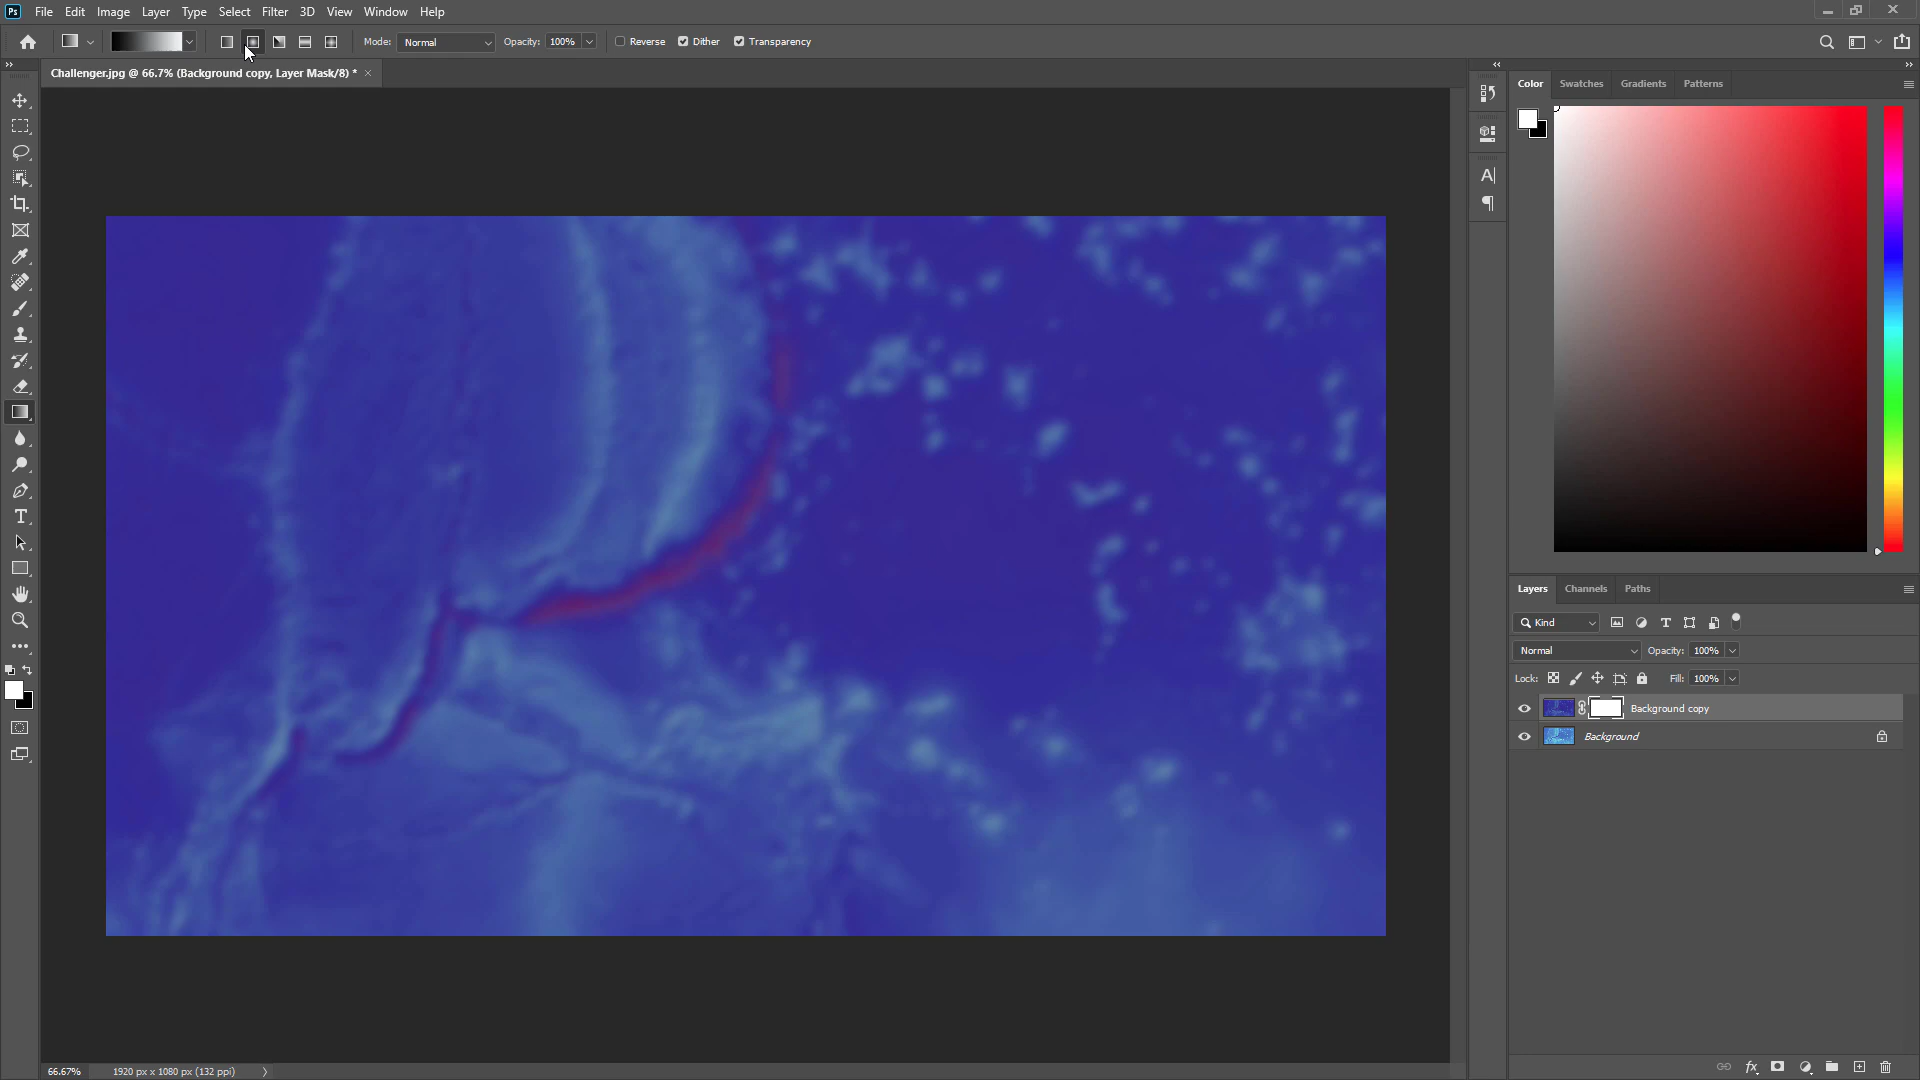 Ps File Edit Image Layer Type Select Filter 3D View Window Help
Mode: Normal Opacity: 100% Reverse Dither Transparency
Challenger.jpg @ 66.7% (Background copy, Layer Mask/8) *
Color Swatches Gradients Patterns
Layers Channels Paths
Kind
Normal Opacity: 100%
Lock: Fill: 100%
Background copy
Background
66.67% 1920 px x 1080 px (132 ppi)